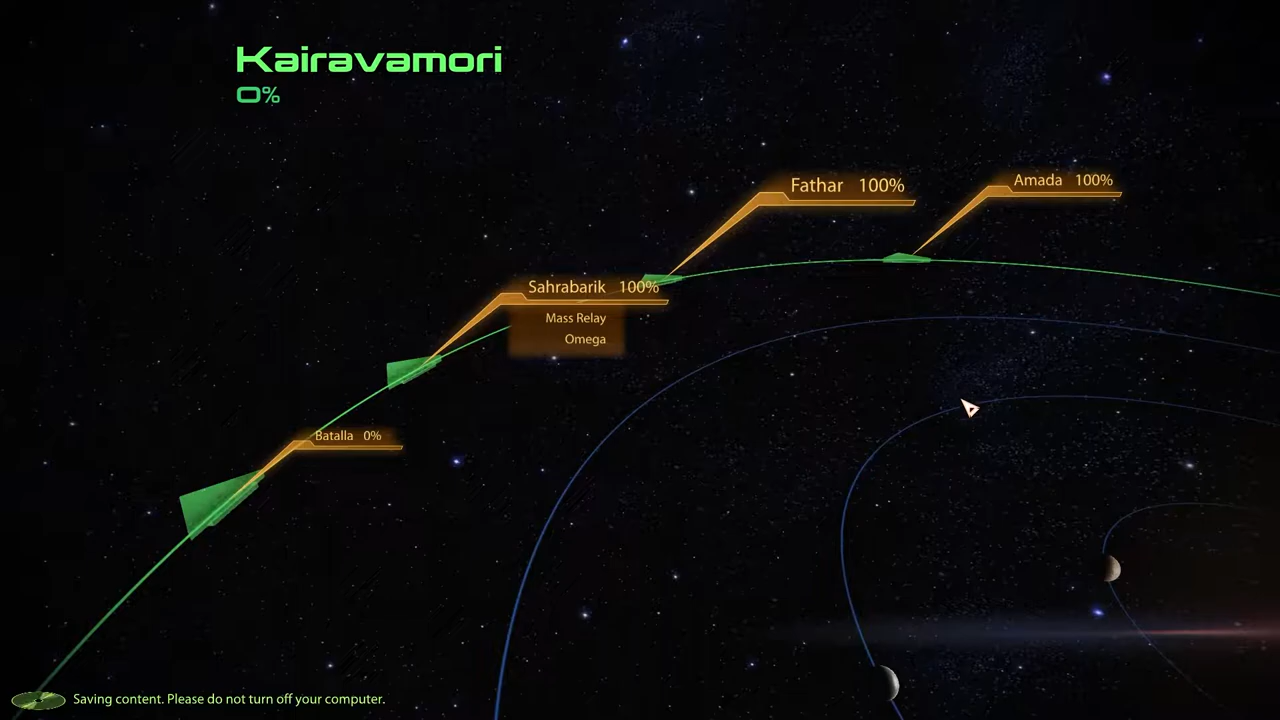 Kairavamori
0%
Fathar 100%
Amada 100%
Sahrabarik 100%
Mass Relay
Omega
Batalla 0%
Saving content. Please do not turn off your computer.